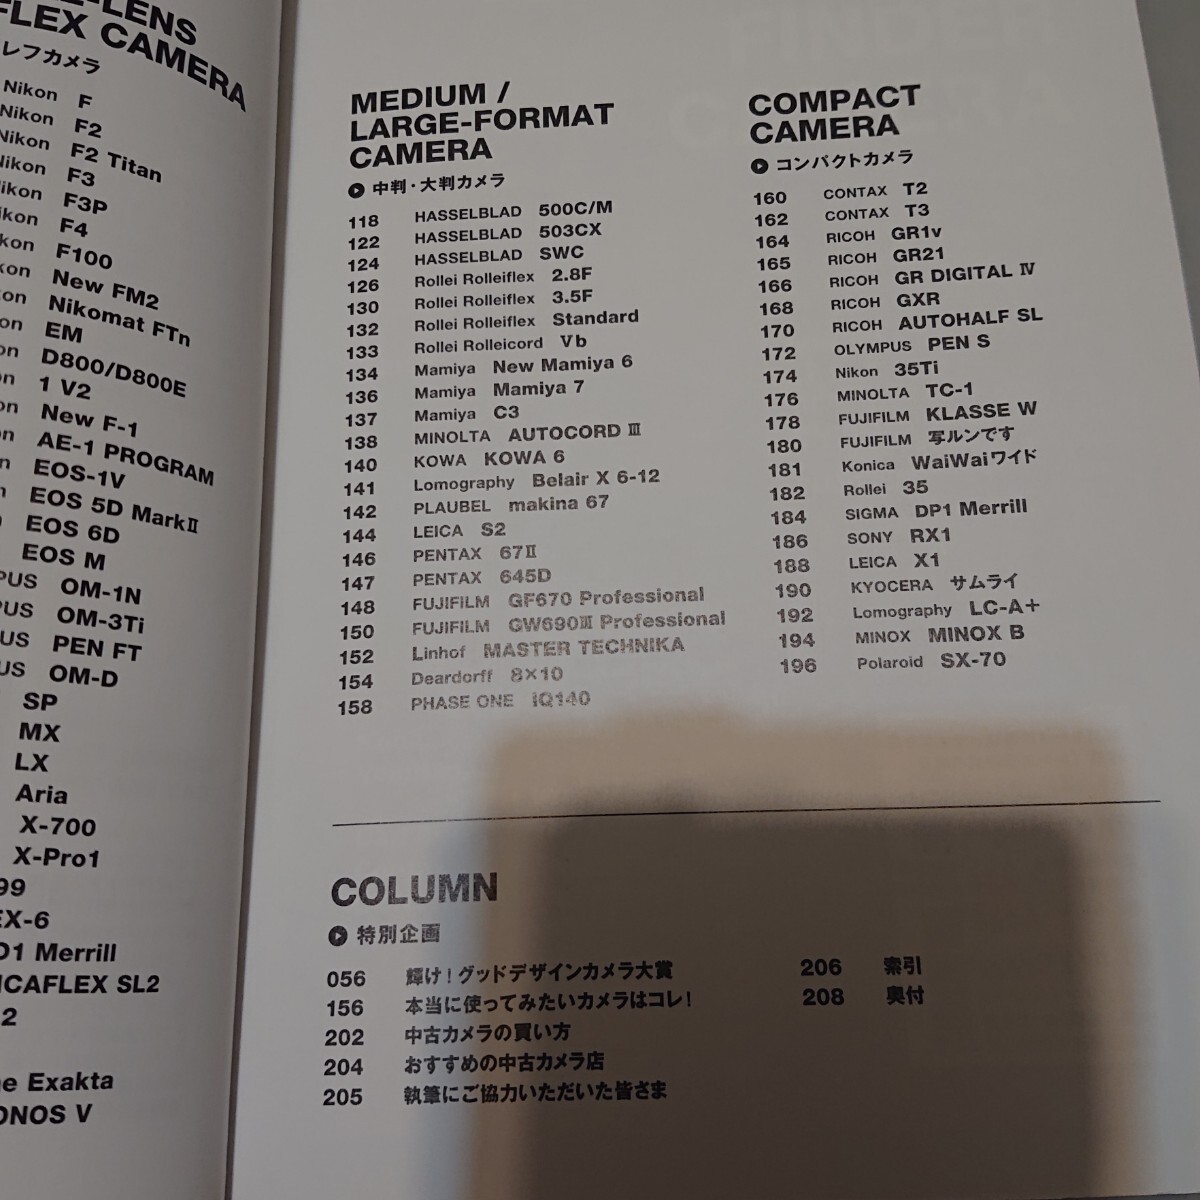 -LENS
FLEX CAMERA
レフカメラ
Nikon F
Nikon F2
Nikon F2 Titan
Nikon F3
ikon F3P
kon F4
kon F100
on New FM2
on Nikomat FTn
on EM
on D800/D800E
on 1 V2
on New F-1
on AE-1 PROGRAM
n EOS-1V
n EOS 5D MarkⅡ
EOS 6D
EOS M
PUS OM-1N
PUS OM-3Ti
US PEN FT
US OM-D
SP
MX
LX
Aria
X-700
X-Pro1
99
EX-6
D1 Merrill
ICAFLEX SL2
2
ne Exakta
ONOS V
MEDIUM /
LARGE-FORMAT
CAMERA
中判・大判カメラ
118 HASSELBLAD 500C/M
122 HASSELBLAD 503CX
124 HASSELBLAD SWC
126 Rollei Rolleiflex 2.8F
130 Rollei Rolleiflex 3.5F
132 Rollei Rolleiflex Standard
133 Rollei Rolleicord Vb
134 Mamiya New Mamiya 6
136 Mamiya Mamiya 7
137 Mamiya C3
138 MINOLTA AUTOCORD Ⅲ
140 KOWA KOWA 6
141 Lomography Belair X 6-12
142 PLAUBEL makina 67
144 LEICA S2
146 PENTAX 67Ⅱ
147 PENTAX 645D
148 FUJIFILM GF670 Professional
150 FUJIFILM GW690Ⅲ Professional
152 Linhof MASTER TECHNIKA
154 Deardorff 8×10
158 PHASE ONE IQ140
COMPACT
CAMERA
コンパクトカメラ
160 CONTAX T2
162 CONTAX T3
164 RICOH GR1v
165 RICOH GR21
166 RICOH GR DIGITAL Ⅳ
168 RICOH GXR
170 RICOH AUTOHALF SL
172 OLYMPUS PEN S
174 Nikon 35Ti
176 MINOLTA TC-1
178 FUJIFILM KLASSE W
180 FUJIFILM 写ルンです
181 Konica WaiWaiワイド
182 Rollei 35
184 SIGMA DP1 Merrill
186 SONY RX1
188 LEICA X1
190 KYOCERA サムライ
192 Lomography LC-A+
194 MINOX MINOX B
196 Polaroid SX-70
COLUMN
特別企画
056 輝け！グッドデザインカメラ大賞
156 本当に使ってみたいカメラはコレ！
202 中古カメラの買い方
204 おすすめの中古カメラ店
205 執筆にご協力いただいた皆さま
206 索引
208 奥付